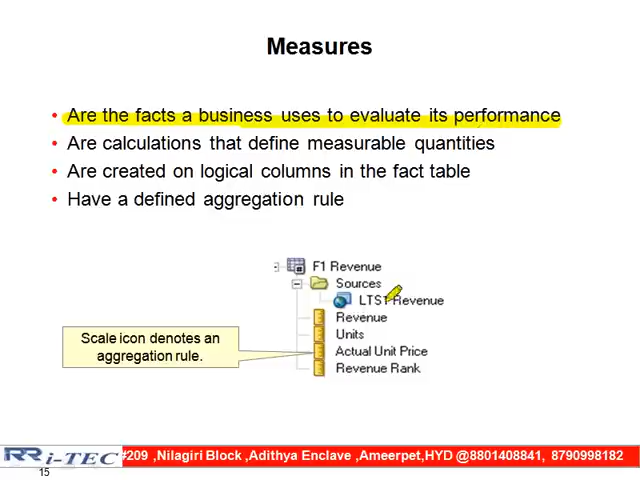 Measures
• Are the facts a business uses to evaluate its performance
• Are calculations that define measurable quantities
• Are created on logical columns in the fact table
• Have a defined aggregation rule
F1 Revenue
Sources
LTS1 Revenue
Revenue
Units
Actual Unit Price
Revenue Rank
Scale icon denotes an
aggregation rule.
RR i-TEC #209 ,Nilagiri Block ,Adithya Enclave ,Ameerpet,HYD @8801408841, 8790998182
15